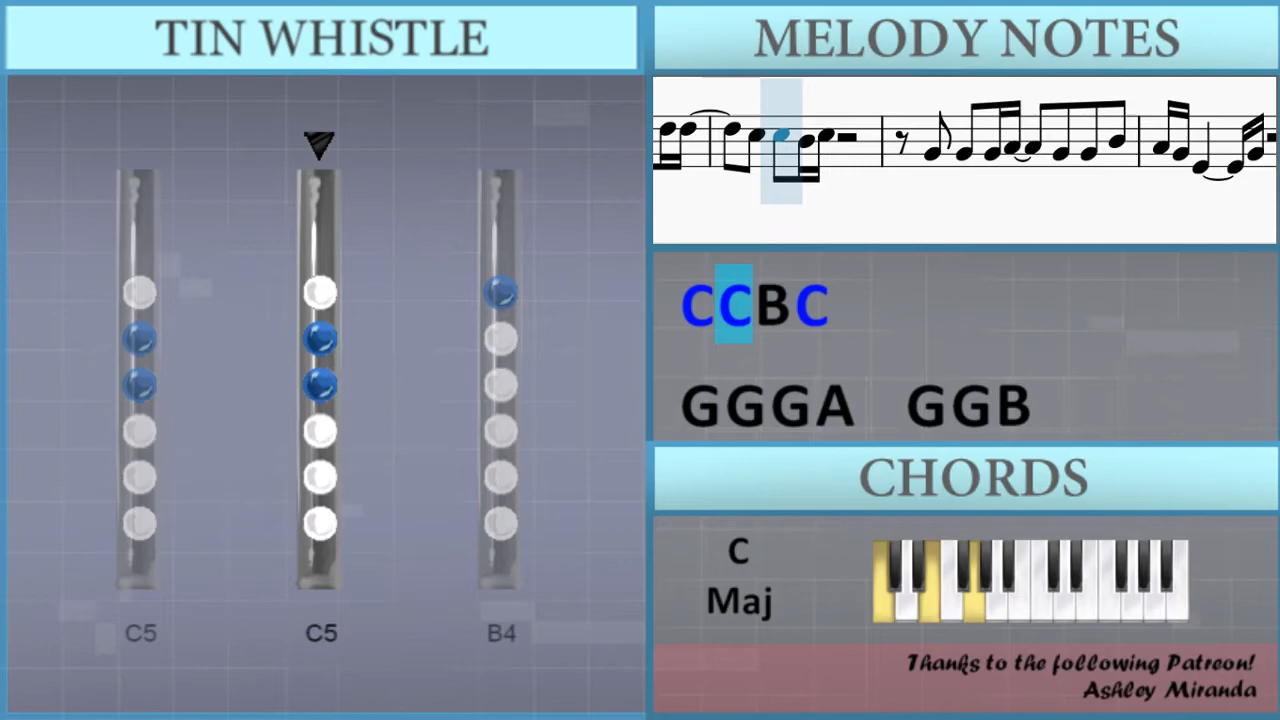 TIN WHISTLE
C5 C5 B4
MELODY NOTES
CCBC
GGGA GGB
CHORDS
C
Maj
Thanks to the following Patreon!
Ashley Miranda